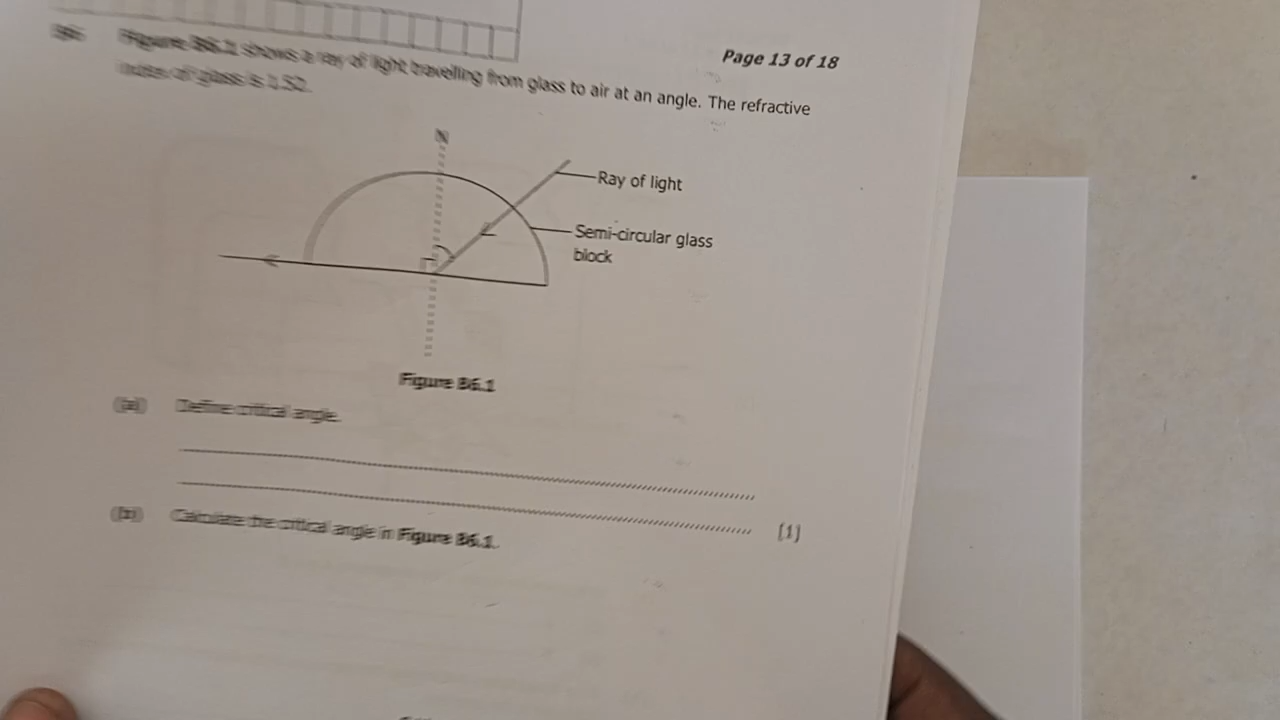 Page 13 of 18
Figure B6.1 shows a ray of light travelling from glass to air at an angle. The refractive
index of glass is 1.52.
N
Ray of light
Semi-circular glass
block
Figure B6.1
(a) Define critical angle.
[1]
(b) Calculate the critical angle in Figure B6.1.